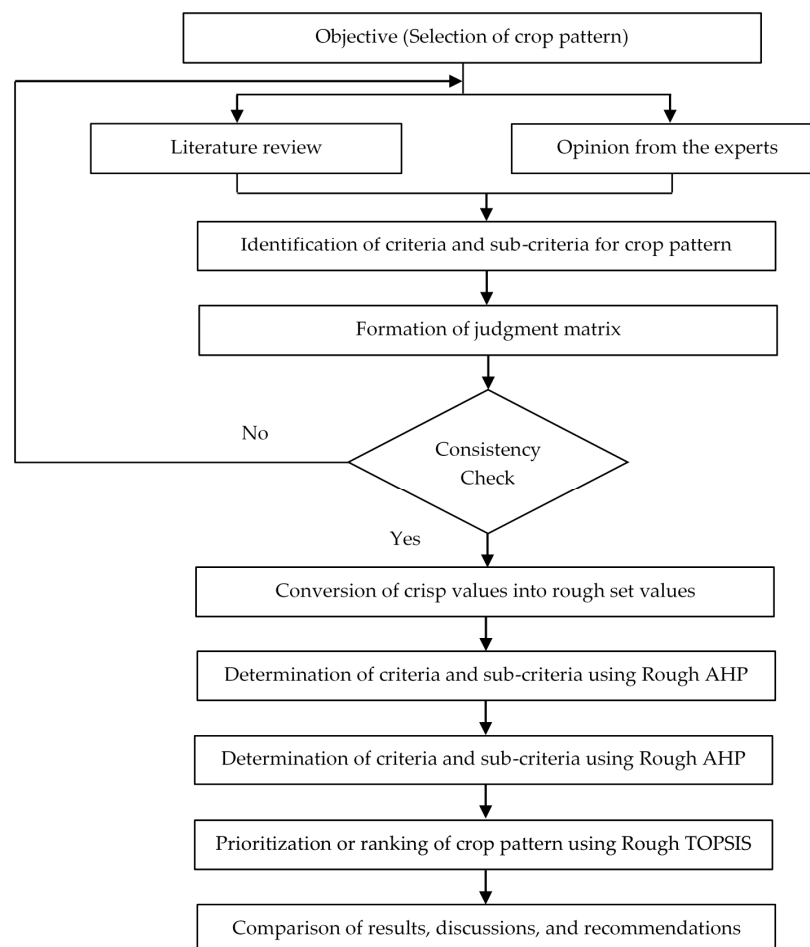 Objective (Selection of crop pattern)
Literature review
Opinion from the experts
Identification of criteria and sub-criteria for crop pattern
Formation of judgment matrix
No
Consistency
Check
Yes
Conversion of crisp values into rough set values
Determination of criteria and sub-criteria using Rough AHP
Determination of criteria and sub-criteria using Rough AHP
Prioritization or ranking of crop pattern using Rough TOPSIS
Comparison of results, discussions, and recommendations